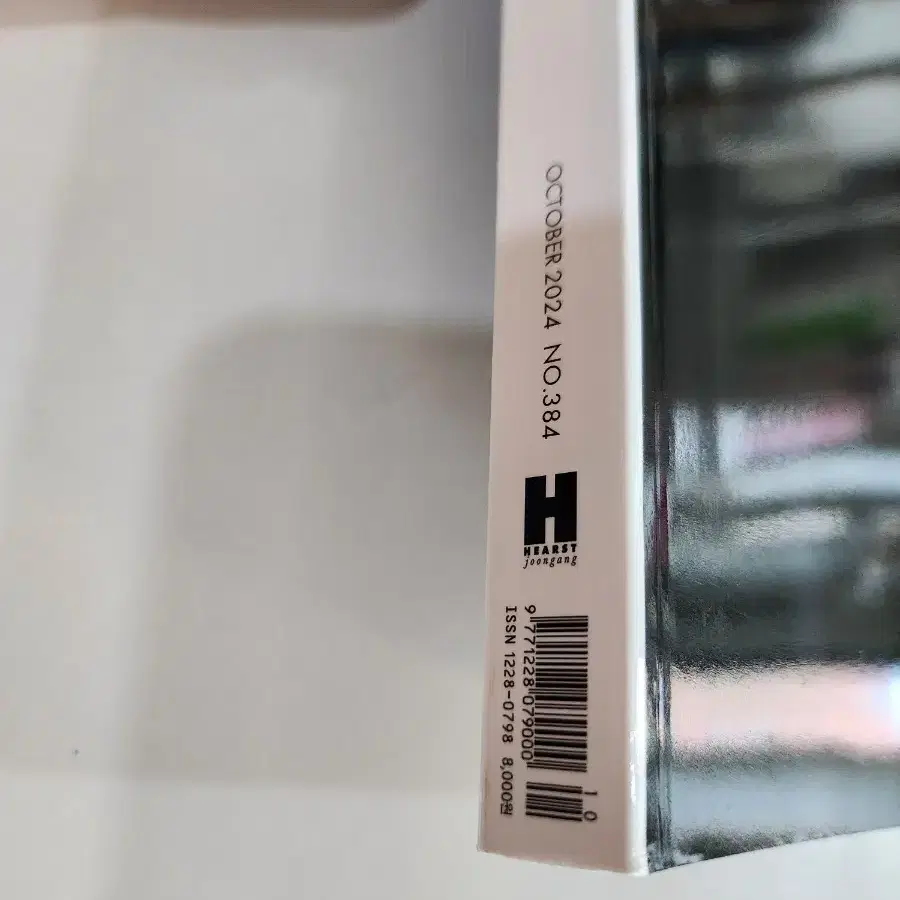 OCTOBER 2024 NO.384
H
HEARST
joongang
9 771228 079000
10
ISSN 1228-0798 8,000원